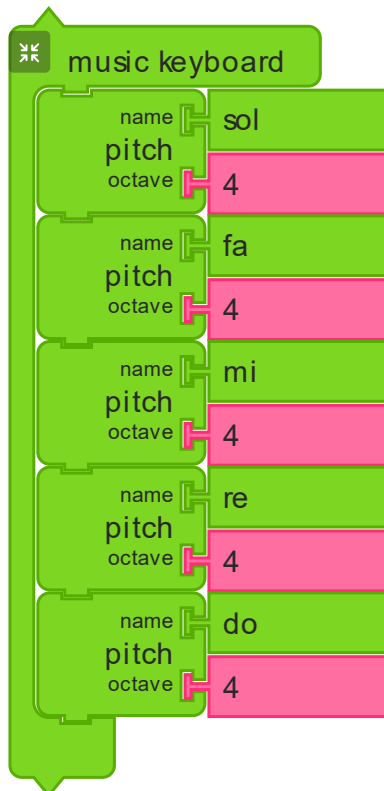 music keyboard
name sol
pitch
octave 4
name fa
pitch
octave 4
name mi
pitch
octave 4
name re
pitch
octave 4
name do
pitch
octave 4